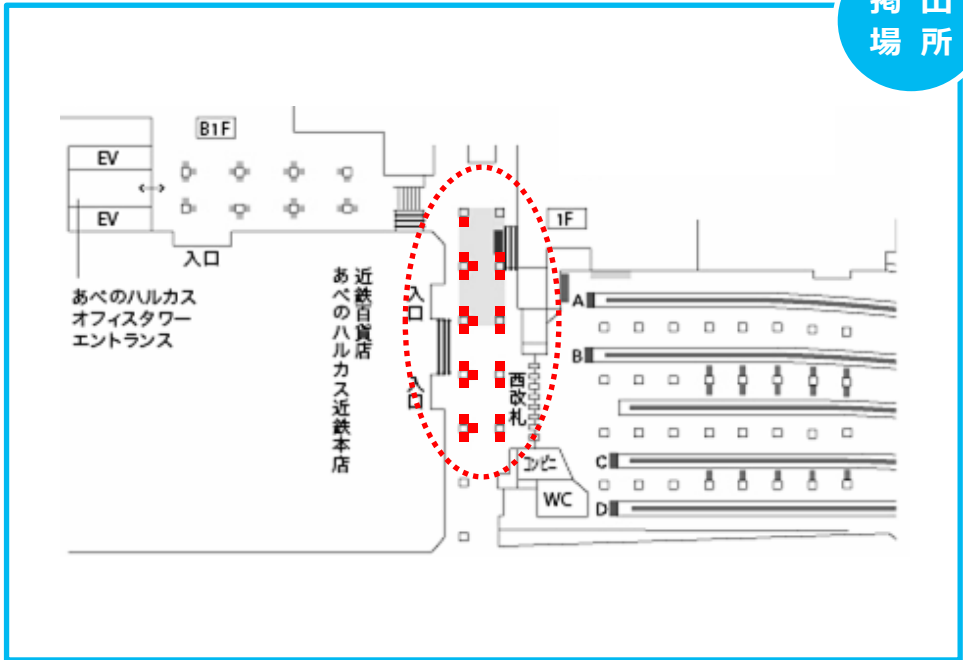 掲出
場所
B1F
EV
EV
入口
あべのハルカス
オフィスタワー
エントランス
近鉄百貨店
あべのハルカス近鉄本店
入口
入口
1F
西改札
コンビニ
WC
A
B
C
D